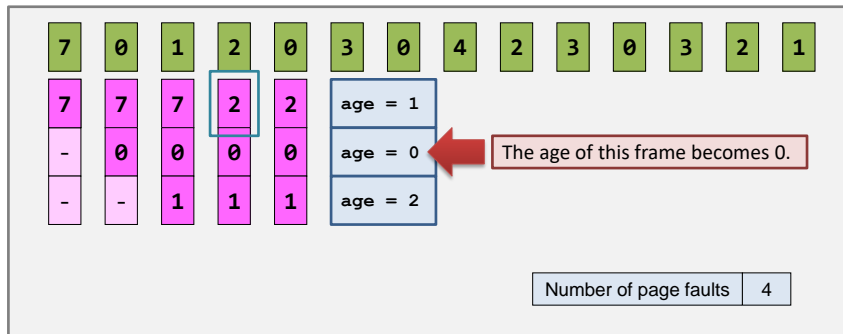 7 0 1 2 0 3 0 4 2 3 0 3 2 1
7 7 7 2 2 age = 1
- 0 0 0 0 age = 0 The age of this frame becomes 0.
- - 1 1 1 age = 2
Number of page faults 4